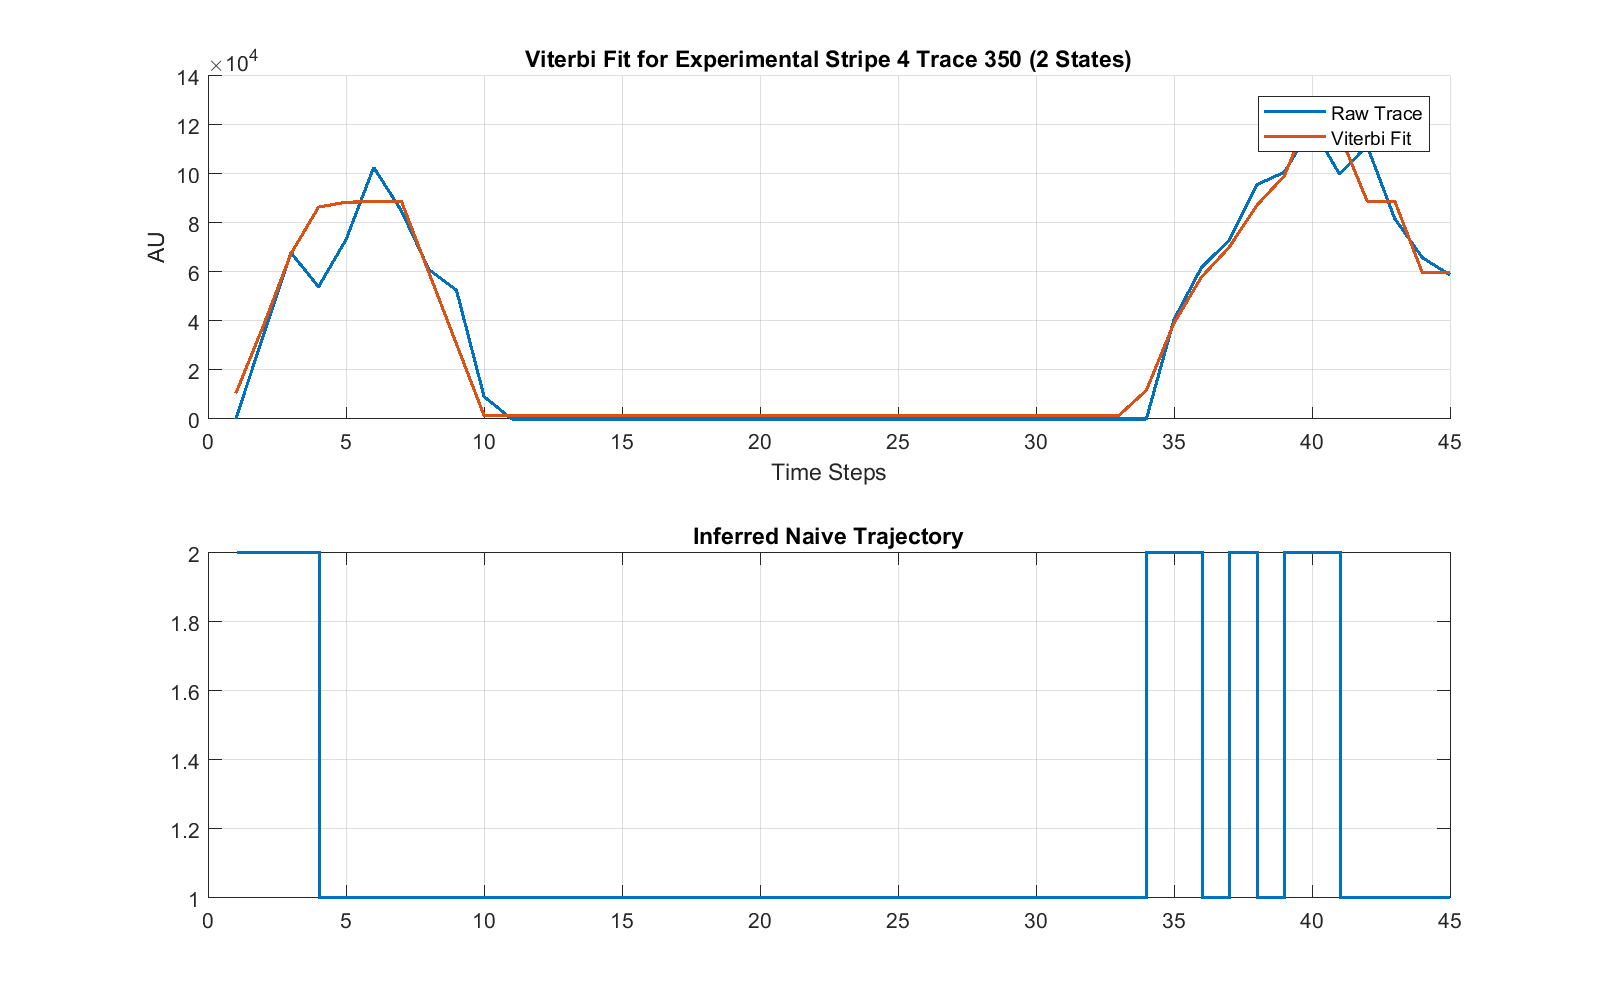 Viterbi Fit for Experimental Stripe 4 Trace 350 (2 States)
×10^4
14
12
10
8
6
4
2
0
AU
Raw Trace
Viterbi Fit
0 5 10 15 20 25 30 35 40 45
Time Steps
Inferred Naive Trajectory
2
1.8
1.6
1.4
1.2
1
0 5 10 15 20 25 30 35 40 45